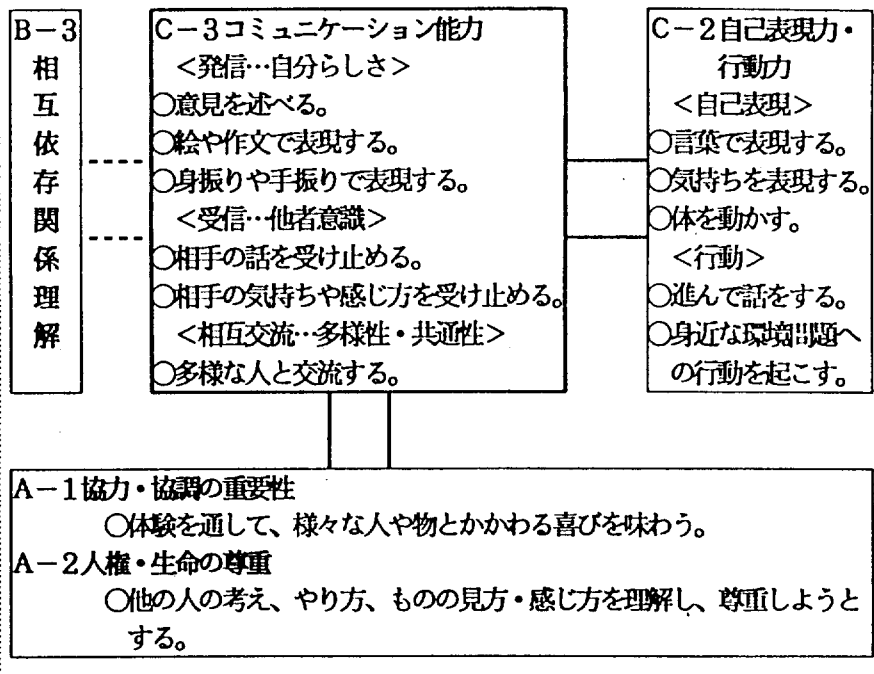 B－3
相
互
依
存
関
係
理
解
C－3コミュニケーション能力
＜発信…自分らしさ＞
○意見を述べる。
○絵や作文で表現する。
○身振りや手振りで表現する。
＜受信…他者意識＞
○相手の話を受け止める。
○相手の気持ちや感じ方を受け止める。
＜相互交流…多様性・共通性＞
○多様な人と交流する。
C－2自己表現力・
行動力
＜自己表現＞
○言葉で表現する。
○気持ちを表現する。
○体を動かす。
＜行動＞
○進んで話をする。
○身近な環境問題へ
の行動を起こす。
A－1協力・協調の重要性
○体験を通して、様々な人や物とかかわる喜びを味わう。
A－2人権・生命の尊重
○他の人の考え、やり方、ものの見方・感じ方を理解し、尊重しようと
する。